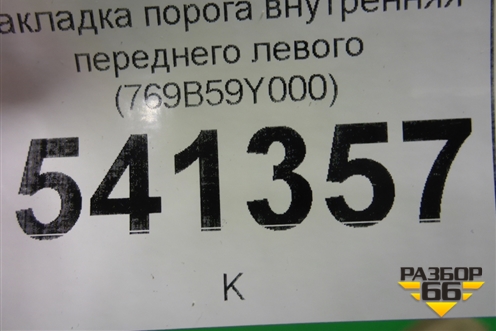 акладка порога внутренняя
переднего левого
(769B59Y000)
541357
К
РАЗБОР
66